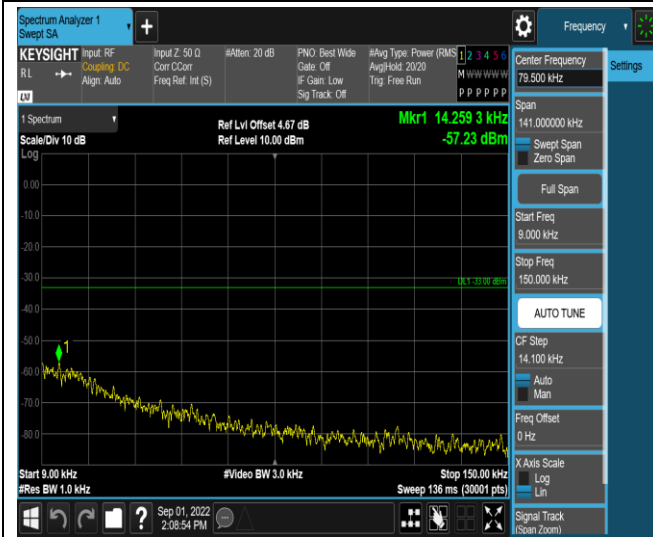 Spectrum Analyzer 1
Swept SA
+
Frequency
KEYSIGHT
RL
LXI
Input: RF
Coupling: DC
Align: Auto
Input Z: 50 Ω
Corr CCorr
Freq Ref: Int (S)
#Atten: 20 dB
PNO: Best Wide
Gate: Off
IF Gain: Low
Sig Track: Off
#Avg Type: Power (RMS
Avg|Hold: 20/20
Trig: Free Run
1 2 3 4 5 6
M W W W W W
P P P P P P
1 Spectrum
Scale/Div 10 dB
Log
Ref Lvl Offset 4.67 dB
Ref Level 10.00 dBm
Mkr1 14.259 3 kHz
-57.23 dBm
0.00
-10.0
-20.0
-30.0
DL1 -33.00 dBm
-40.0
-50.0
1
-60.0
-70.0
-80.0
Start 9.00 kHz
#Res BW 1.0 kHz
#Video BW 3.0 kHz
Stop 150.00 kHz
Sweep 136 ms (30001 pts)
?
Sep 01, 2022
2:08:54 PM
Center Frequency
79.500 kHz
Settings
Span
141.000000 kHz
Swept Span
Zero Span
Full Span
Start Freq
9.000 kHz
Stop Freq
150.000 kHz
AUTO TUNE
CF Step
14.100 kHz
Auto
Man
Freq Offset
0 Hz
X Axis Scale
Log
Lin
Signal Track
(Span Zoom)